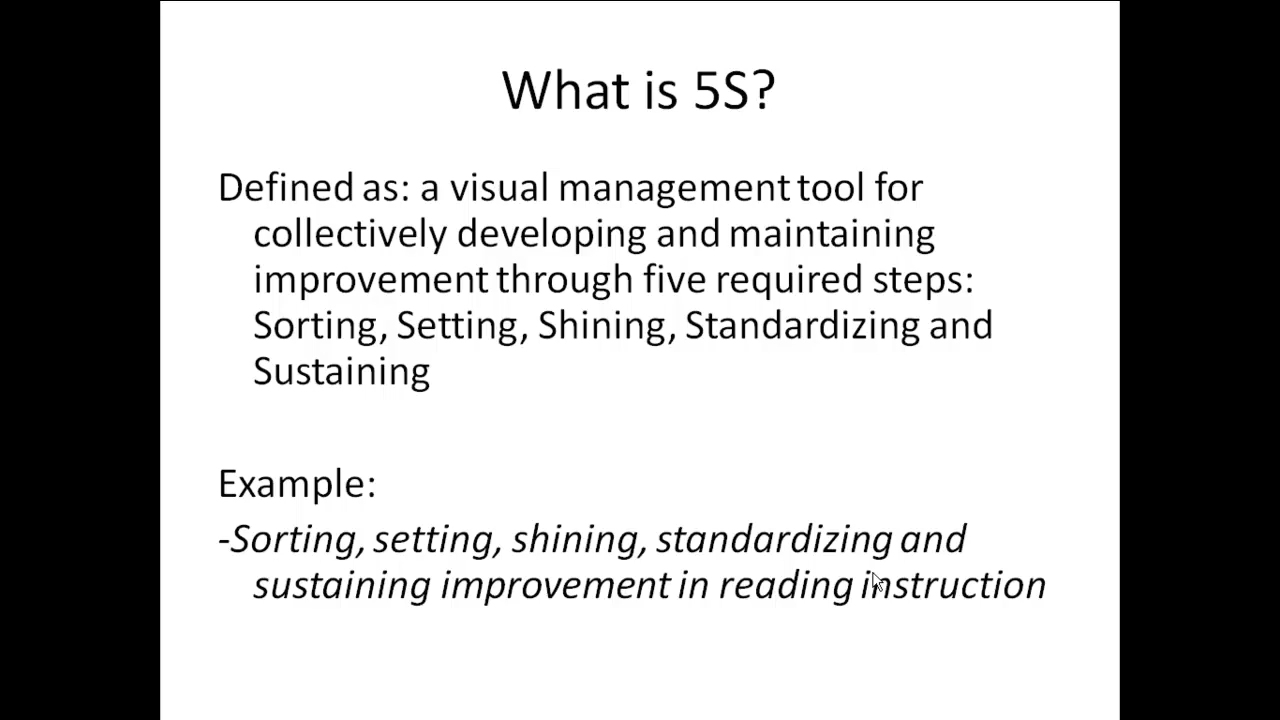 What is 5S?
Defined as: a visual management tool for
collectively developing and maintaining
improvement through five required steps:
Sorting, Setting, Shining, Standardizing and
Sustaining
Example:
-Sorting, setting, shining, standardizing and
sustaining improvement in reading instruction